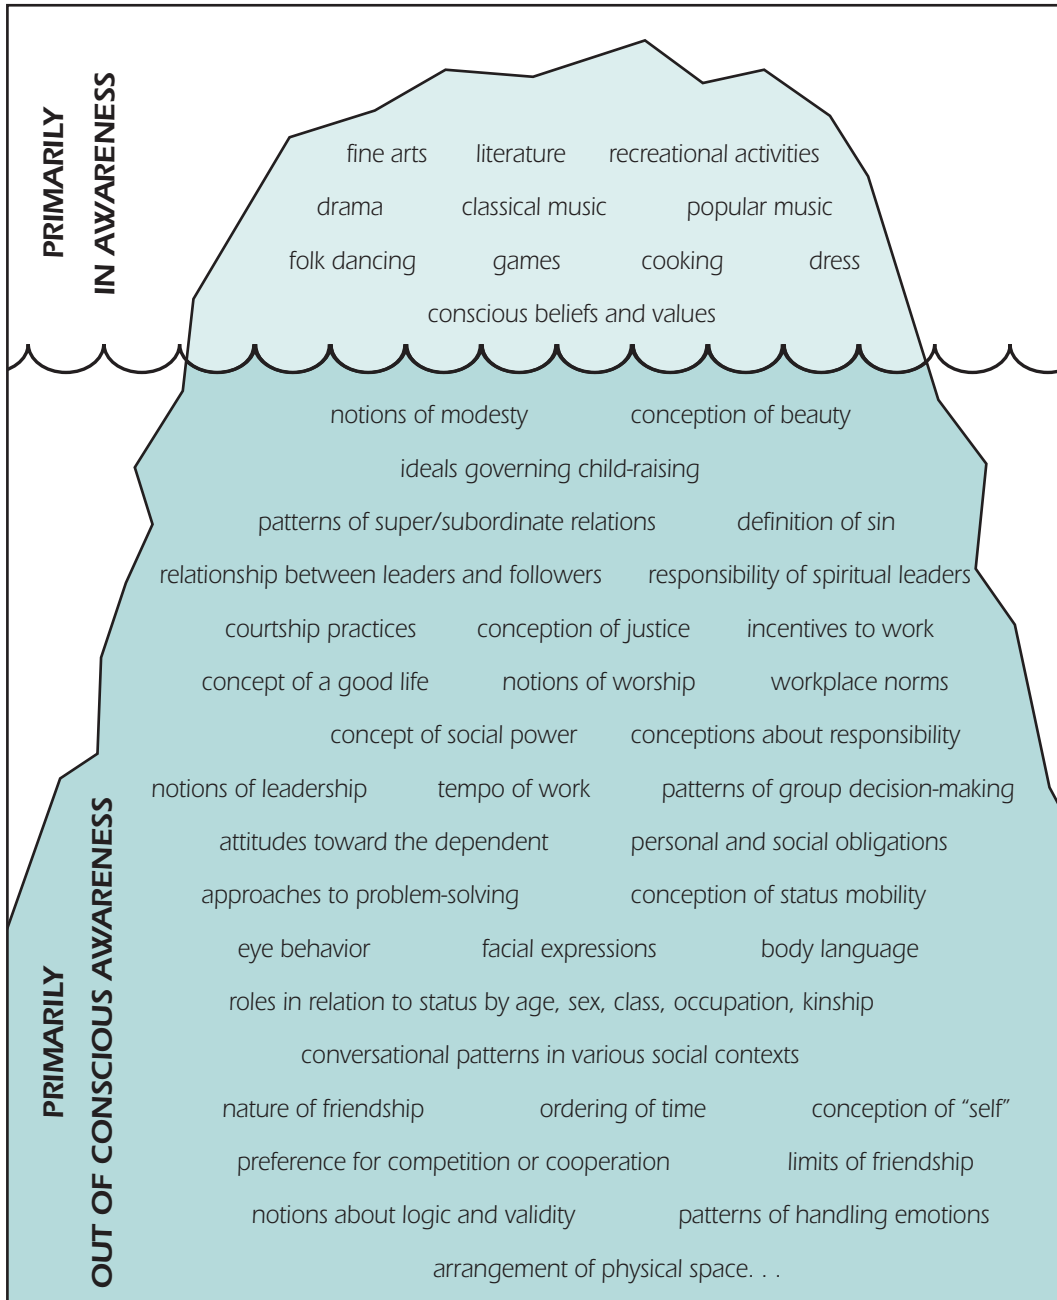 PRIMARILY
IN AWARENESS
fine arts literature recreational activities
drama classical music popular music
folk dancing games cooking dress
conscious beliefs and values
notions of modesty conception of beauty
ideals governing child-raising
patterns of super/subordinate relations definition of sin
relationship between leaders and followers responsibility of spiritual leaders
courtship practices conception of justice incentives to work
concept of a good life notions of worship workplace norms
concept of social power conceptions about responsibility
notions of leadership tempo of work patterns of group decision-making
attitudes toward the dependent personal and social obligations
approaches to problem-solving conception of status mobility
eye behavior facial expressions body language
roles in relation to status by age, sex, class, occupation, kinship
conversational patterns in various social contexts
nature of friendship ordering of time conception of “self”
preference for competition or cooperation limits of friendship
notions about logic and validity patterns of handling emotions
arrangement of physical space. . .
PRIMARILY
OUT OF CONSCIOUS AWARENESS